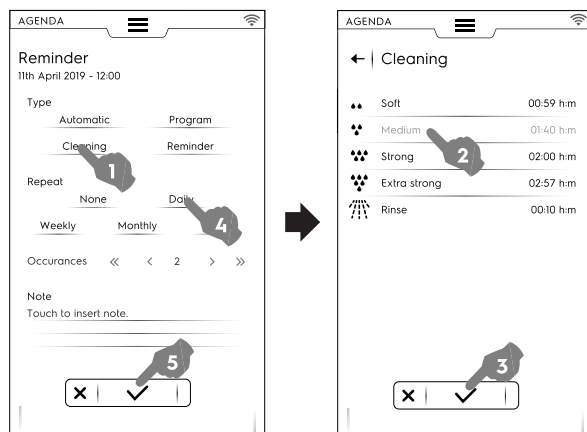 AGENDA
Reminder
11th April 2019 - 12:00
Type
Automatic Program
Cleaning Reminder
Repeat
None Daily
Weekly Monthly
Occurances « < 2 > »
Note
Touch to insert note.
1
4
5
AGENDA
Cleaning
Soft 00:59 h:m
Medium 01:40 h:m
Strong 02:00 h:m
Extra strong 02:57 h:m
Rinse 00:10 h:m
2
3